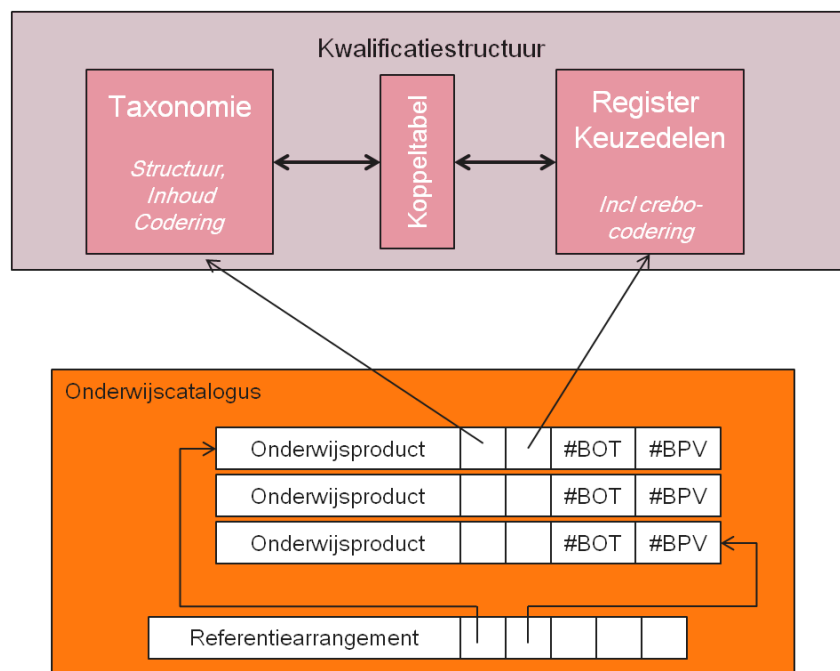 Kwalificatiestructuur
Taxonomie
Structuur,
Inhoud
Codering
Koppeltabel
Register
Keuzedelen
Incl crebo-
codering
Onderwijscatalogus
Onderwijsproduct #BOT #BPV
Onderwijsproduct #BOT #BPV
Onderwijsproduct #BOT #BPV
Referentiearrangement